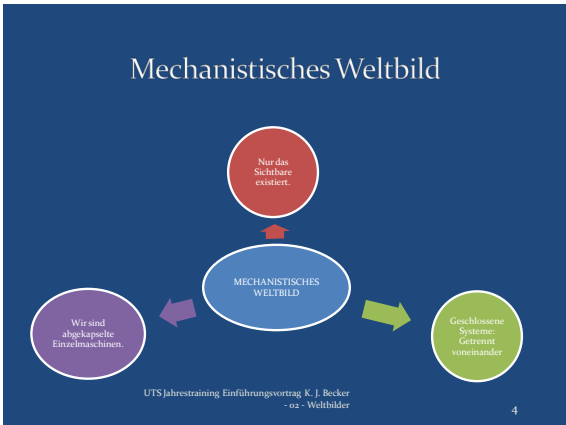 Mechanistisches Weltbild
Nur das
Sichtbare
existiert.
MECHANISTISCHES
WELTBILD
Wir sind
abgekapselte
Einzelmaschinen.
Geschlossene
Systeme:
Getrennt
voneinander
UTS Jahrestraining Einführungsvortrag K. J. Becker
- 02 - Weltbilder
4